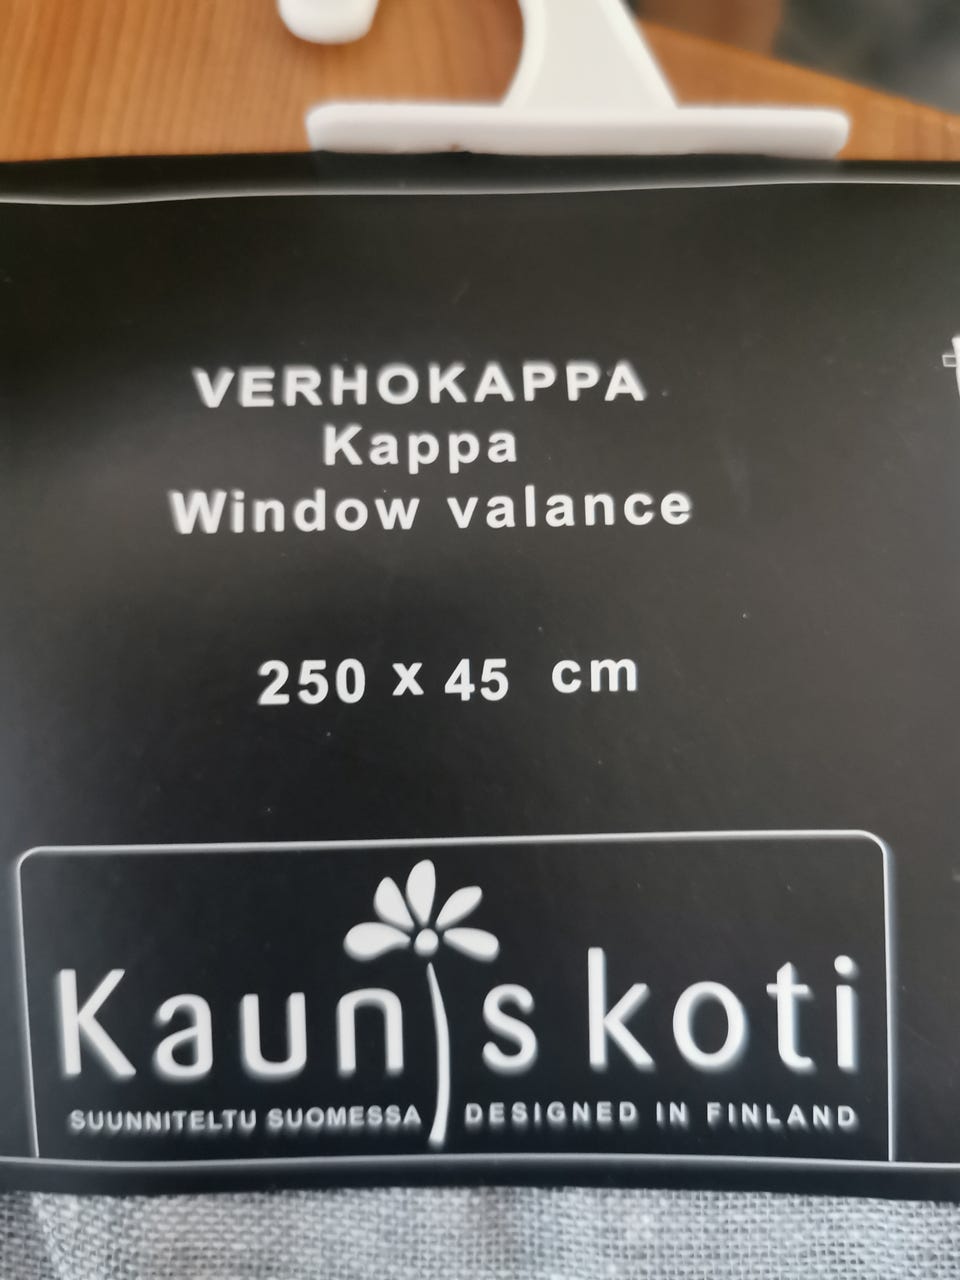 VERHOKAPPA
Kappa
Window valance
250 x 45 cm
Kaunis koti
SUUNNITELTU SUOMESSA DESIGNED IN FINLAND